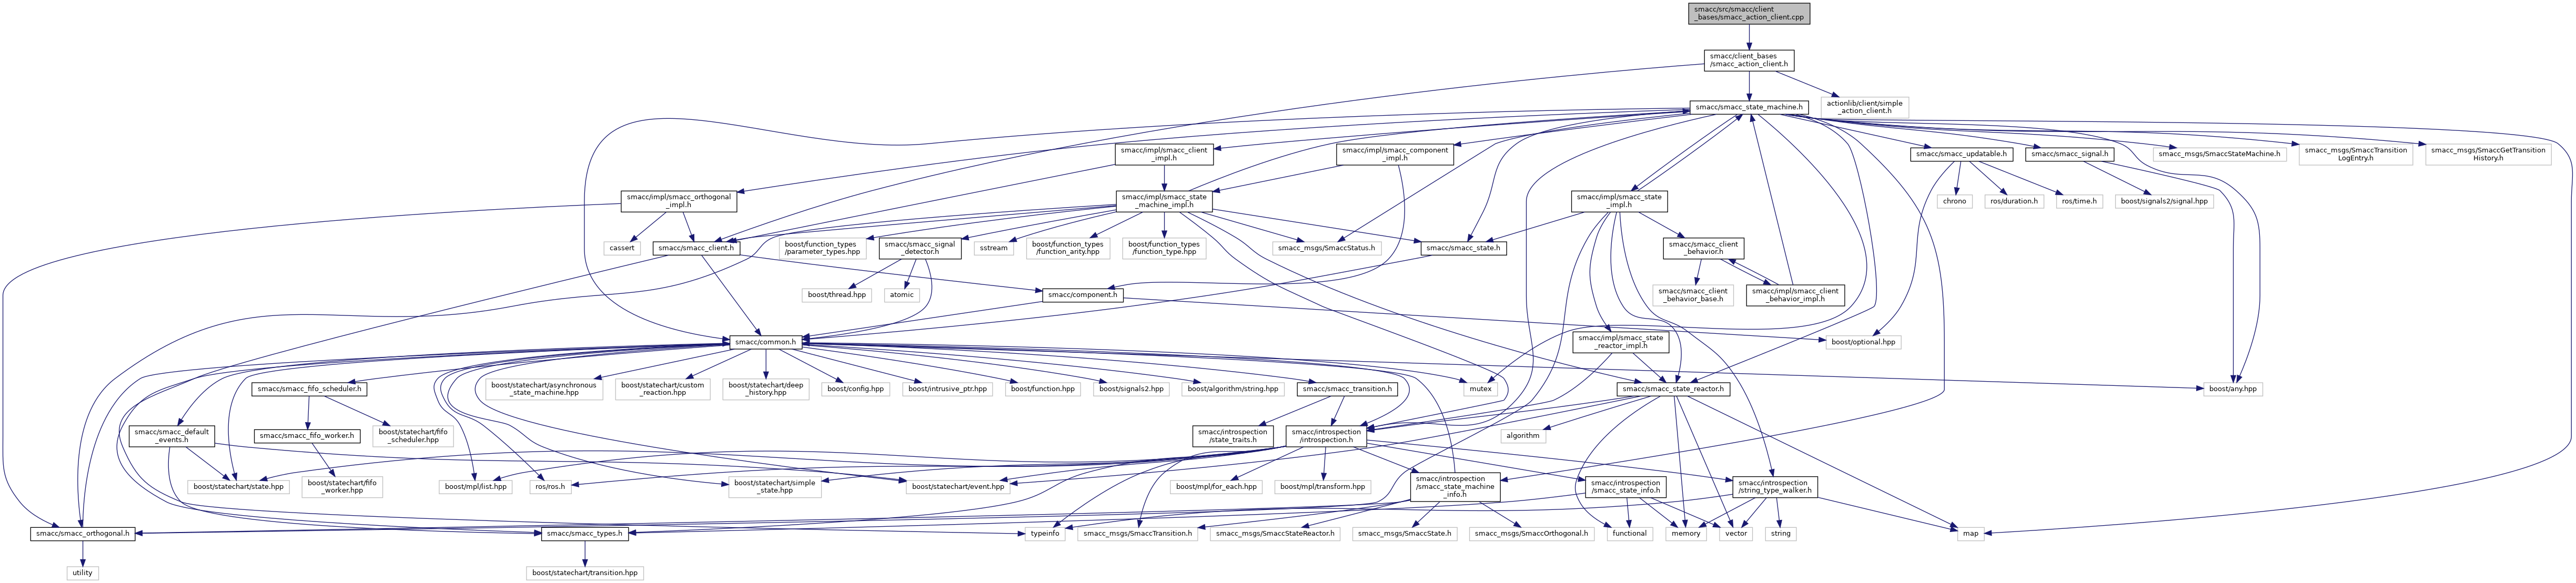 smacc/src/smacc/client
_bases/smacc_action_client.cpp
smacc/client_bases
/smacc_action_client.h
smacc/smacc_state_machine.h
actionlib/client/simple
_action_client.h
smacc/impl/smacc_client
_impl.h
smacc/impl/smacc_component
_impl.h
smacc/smacc_updatable.h
smacc/smacc_signal.h
smacc_msgs/SmaccStateMachine.h
smacc_msgs/SmaccTransition
LogEntry.h
smacc_msgs/SmaccGetTransition
History.h
smacc/impl/smacc_orthogonal
_impl.h
smacc/impl/smacc_state
_machine_impl.h
smacc/impl/smacc_state
_impl.h
chrono
ros/duration.h
ros/time.h
boost/signals2/signal.hpp
cassert
smacc/smacc_client.h
boost/function_types
/parameter_types.hpp
smacc/smacc_signal
_detector.h
sstream
boost/function_types
/function_arity.hpp
boost/function_types
/function_type.hpp
smacc_msgs/SmaccStatus.h
smacc/smacc_state.h
smacc/smacc_client
_behavior.h
boost/thread.hpp
atomic
smacc/component.h
smacc/smacc_client
_behavior_base.h
smacc/impl/smacc_client
_behavior_impl.h
smacc/common.h
smacc/impl/smacc_state
_reactor_impl.h
boost/optional.hpp
smacc/smacc_fifo_scheduler.h
boost/statechart/asynchronous
_state_machine.hpp
boost/statechart/custom
_reaction.hpp
boost/statechart/deep
_history.hpp
boost/config.hpp
boost/intrusive_ptr.hpp
boost/function.hpp
boost/signals2.hpp
boost/algorithm/string.hpp
smacc/smacc_transition.h
mutex
smacc/smacc_state_reactor.h
boost/any.hpp
smacc/smacc_default
_events.h
smacc/smacc_fifo_worker.h
boost/statechart/fifo
_scheduler.hpp
smacc/introspection
/state_traits.h
smacc/introspection
/introspection.h
algorithm
boost/statechart/state.hpp
boost/statechart/fifo
_worker.hpp
boost/mpl/list.hpp
ros/ros.h
boost/statechart/simple
_state.hpp
boost/statechart/event.hpp
boost/mpl/for_each.hpp
boost/mpl/transform.hpp
smacc/introspection
/smacc_state_machine
_info.h
smacc/introspection
/smacc_state_info.h
smacc/introspection
/string_type_walker.h
smacc/smacc_orthogonal.h
smacc/smacc_types.h
typeinfo
smacc_msgs/SmaccTransition.h
smacc_msgs/SmaccStateReactor.h
smacc_msgs/SmaccState.h
smacc_msgs/SmaccOrthogonal.h
functional
memory
vector
string
map
utility
boost/statechart/transition.hpp